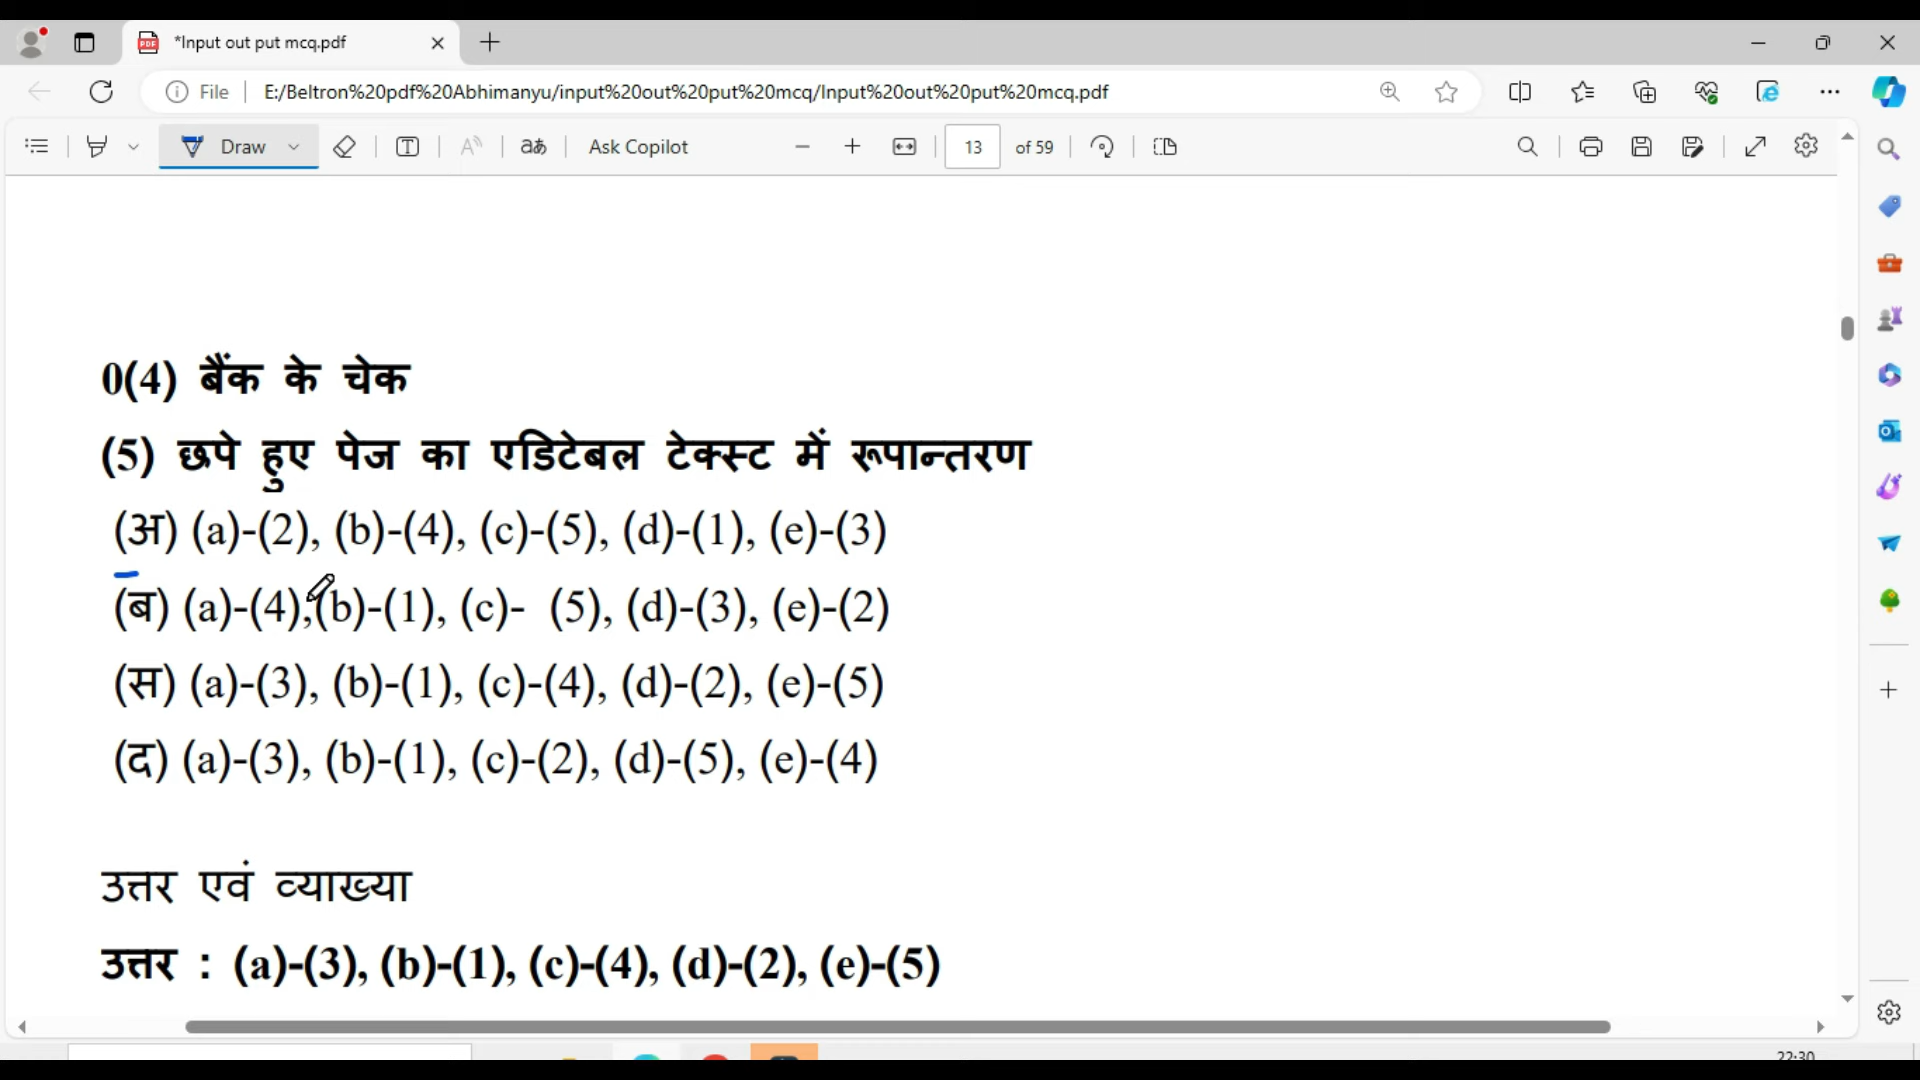 *Input out put mcq.pdf
File E:/Beltron%20pdf%20Abhimanyu/input%20out%20put%20mcq/Input%20out%20put%20mcq.pdf
Draw Ask Copilot 13 of 59
0(4) बैंक के चेक
(5) छपे हुए पेज का एडिटेबल टेक्स्ट में रूपान्तरण
(अ) (a)-(2), (b)-(4), (c)-(5), (d)-(1), (e)-(3)
(ब) (a)-(4),(b)-(1), (c)- (5), (d)-(3), (e)-(2)
(स) (a)-(3), (b)-(1), (c)-(4), (d)-(2), (e)-(5)
(द) (a)-(3), (b)-(1), (c)-(2), (d)-(5), (e)-(4)
उत्तर एवं व्याख्या
उत्तर : (a)-(3), (b)-(1), (c)-(4), (d)-(2), (e)-(5)
22:30